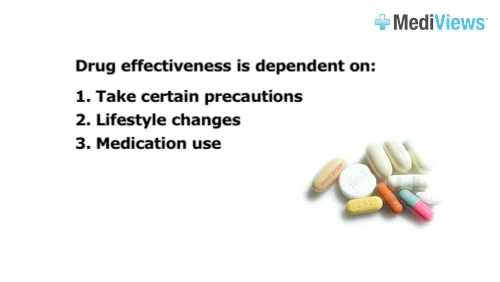 MediViews
Drug effectiveness is dependent on:
1. Take certain precautions
2. Lifestyle changes
3. Medication use